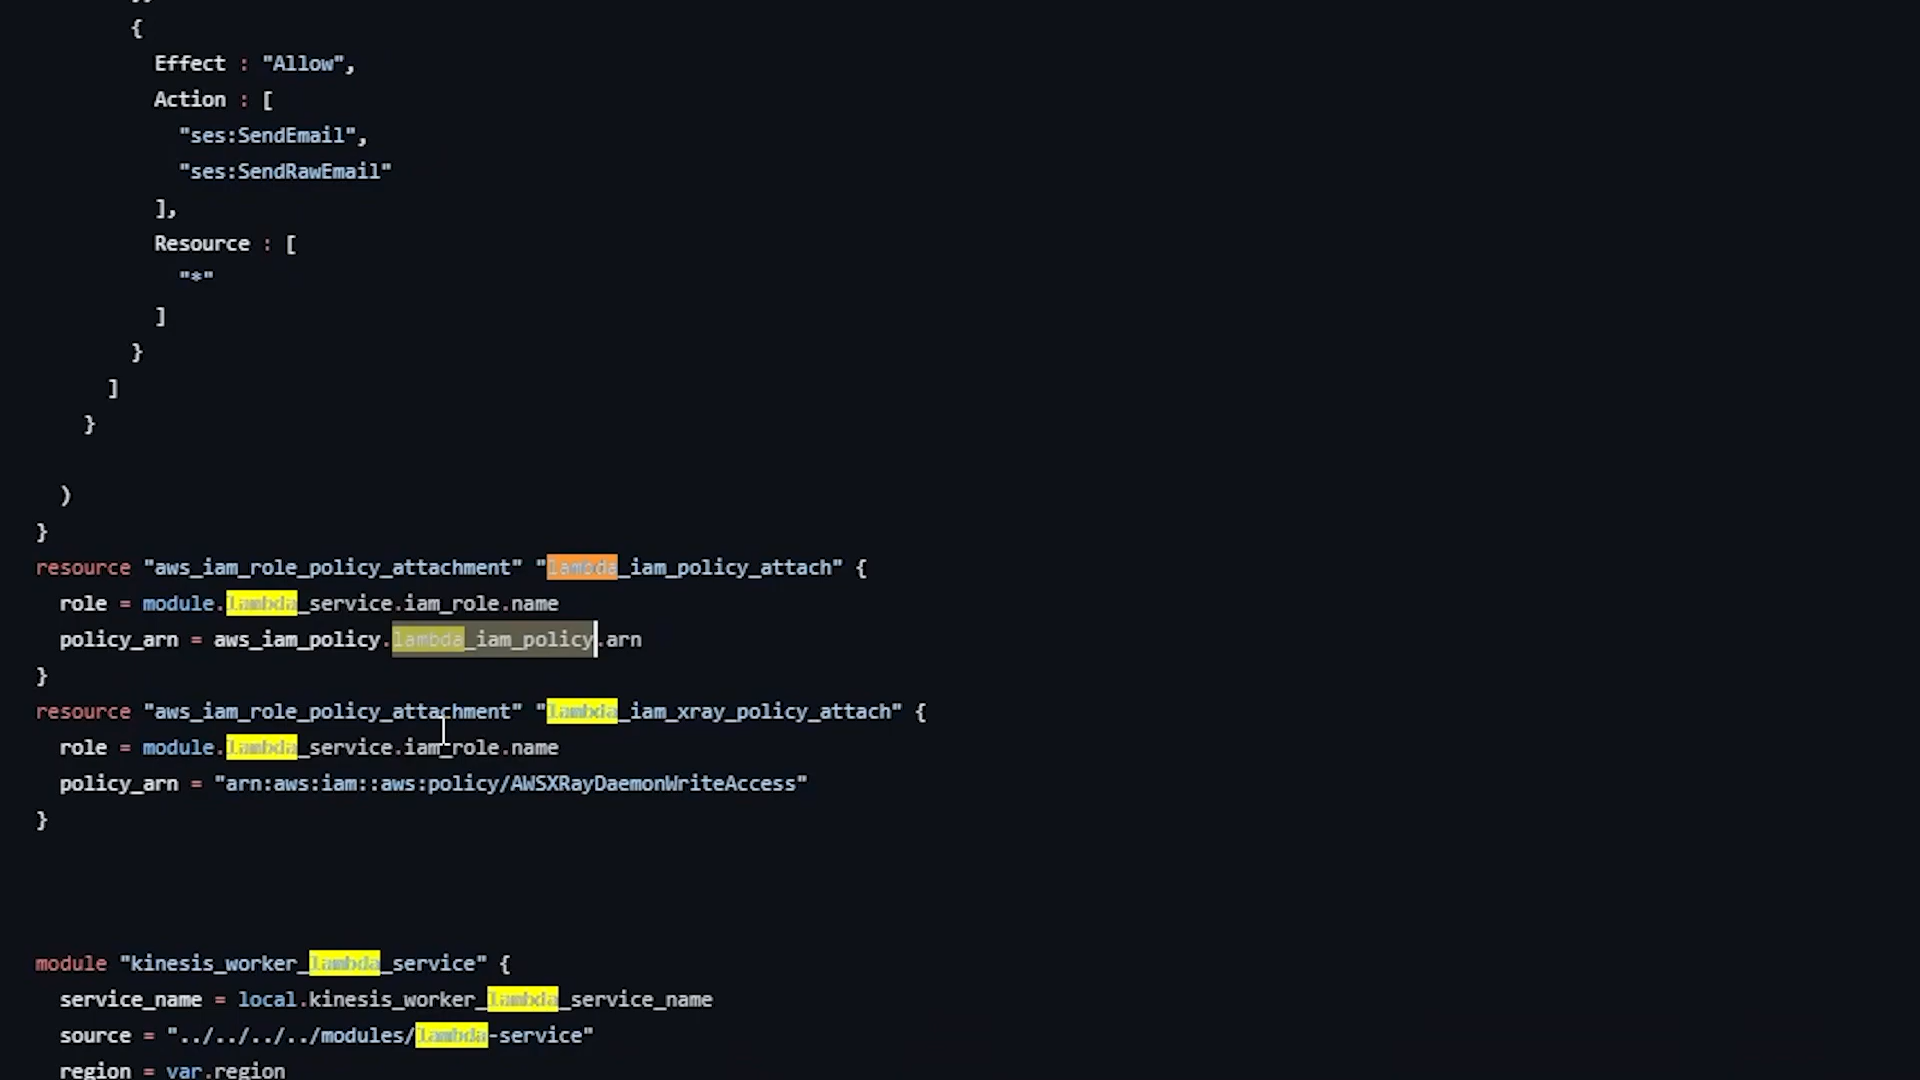 {
Effect : "Allow",
Action : [
"ses:SendEmail",
"ses:SendRawEmail"
],
Resource : [
"*"
]
}
]
}
)
}
resource "aws_iam_role_policy_attachment" "lambda_iam_policy_attach" {
role = module.lambda_service.iam_role.name
policy_arn = aws_iam_policy.lambda_iam_policy.arn
}
resource "aws_iam_role_policy_attachment" "lambda_iam_xray_policy_attach" {
role = module.lambda_service.iam_role.name
policy_arn = "arn:aws:iam::aws:policy/AWSXRayDaemonWriteAccess"
}
module "kinesis_worker_lambda_service" {
service_name = local.kinesis_worker_lambda_service_name
source = "../../../../modules/lambda-service"
region = var.region